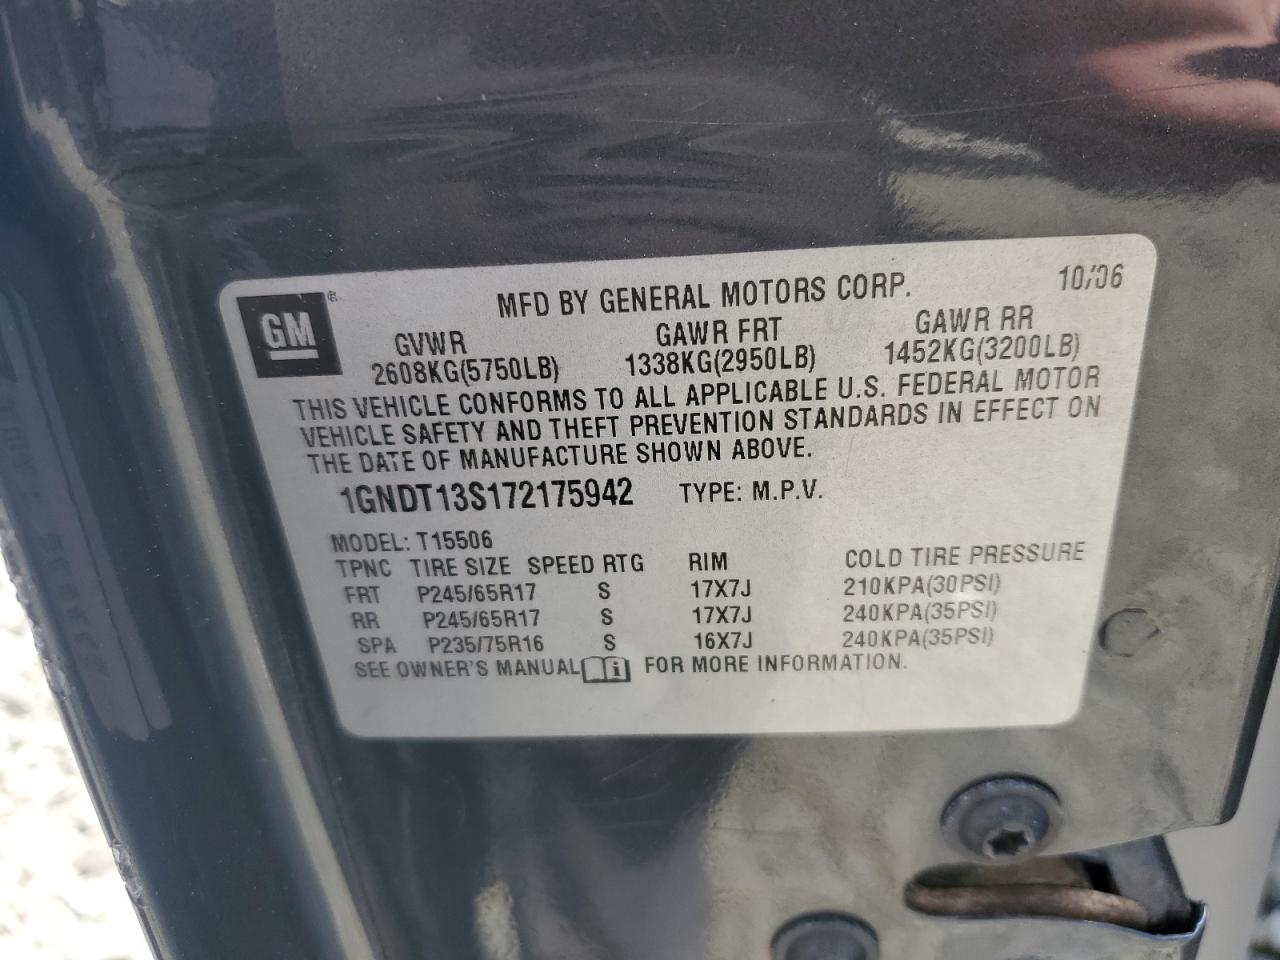 GM ®
MFD BY GENERAL MOTORS CORP. 10/06
GVWR GAWR FRT GAWR RR
2608KG(5750LB) 1338KG(2950LB) 1452KG(3200LB)
THIS VEHICLE CONFORMS TO ALL APPLICABLE U.S. FEDERAL MOTOR
VEHICLE SAFETY AND THEFT PREVENTION STANDARDS IN EFFECT ON
THE DATE OF MANUFACTURE SHOWN ABOVE.
1GNDT13S172175942 TYPE: M.P.V.
MODEL: T15506
TPNC TIRE SIZE SPEED RTG RIM COLD TIRE PRESSURE
FRT P245/65R17 S 17X7J 210KPA(30PSI)
RR P245/65R17 S 17X7J 240KPA(35PSI)
SPA P235/75R16 S 16X7J 240KPA(35PSI)
SEE OWNER'S MANUAL i FOR MORE INFORMATION.